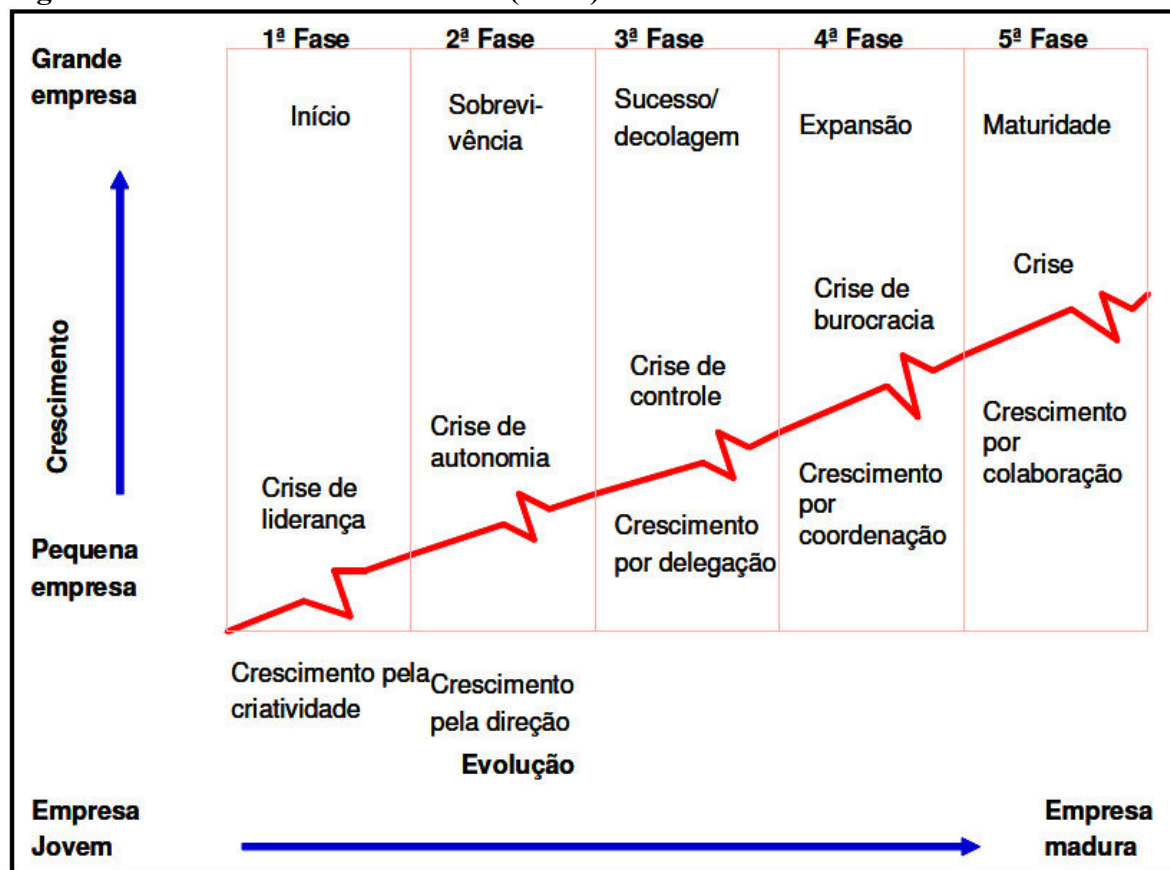 1ª Fase
2ª Fase
3ª Fase
4ª Fase
5ª Fase
Grande
empresa
Início
Sobrevi-
vência
Sucesso/
decolagem
Expansão
Maturidade
Crescimento
Crise de
liderança
Crise de
autonomia
Crise de
controle
Crise de
burocracia
Crise
Pequena
empresa
Crescimento pela
criatividade
Crescimento
pela direção
Crescimento
por delegação
Crescimento
por
coordenação
Crescimento
por
colaboração
Evolução
Empresa
Jovem
Empresa
madura